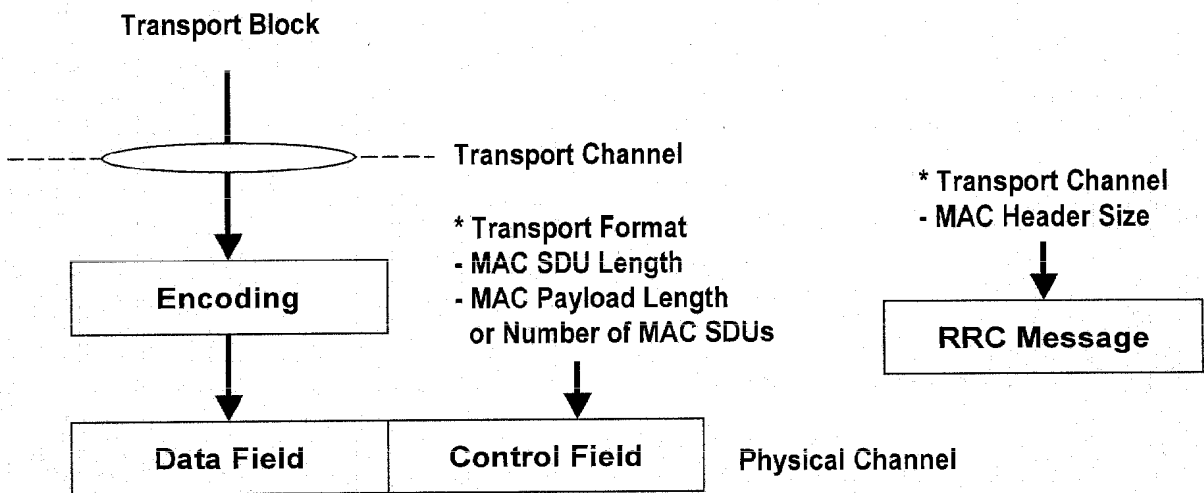 Transport Block
Transport Channel
* Transport Format
- MAC SDU Length
- MAC Payload Length
or Number of MAC SDUs
Encoding
Data Field
Control Field
Physical Channel
* Transport Channel
- MAC Header Size
RRC Message